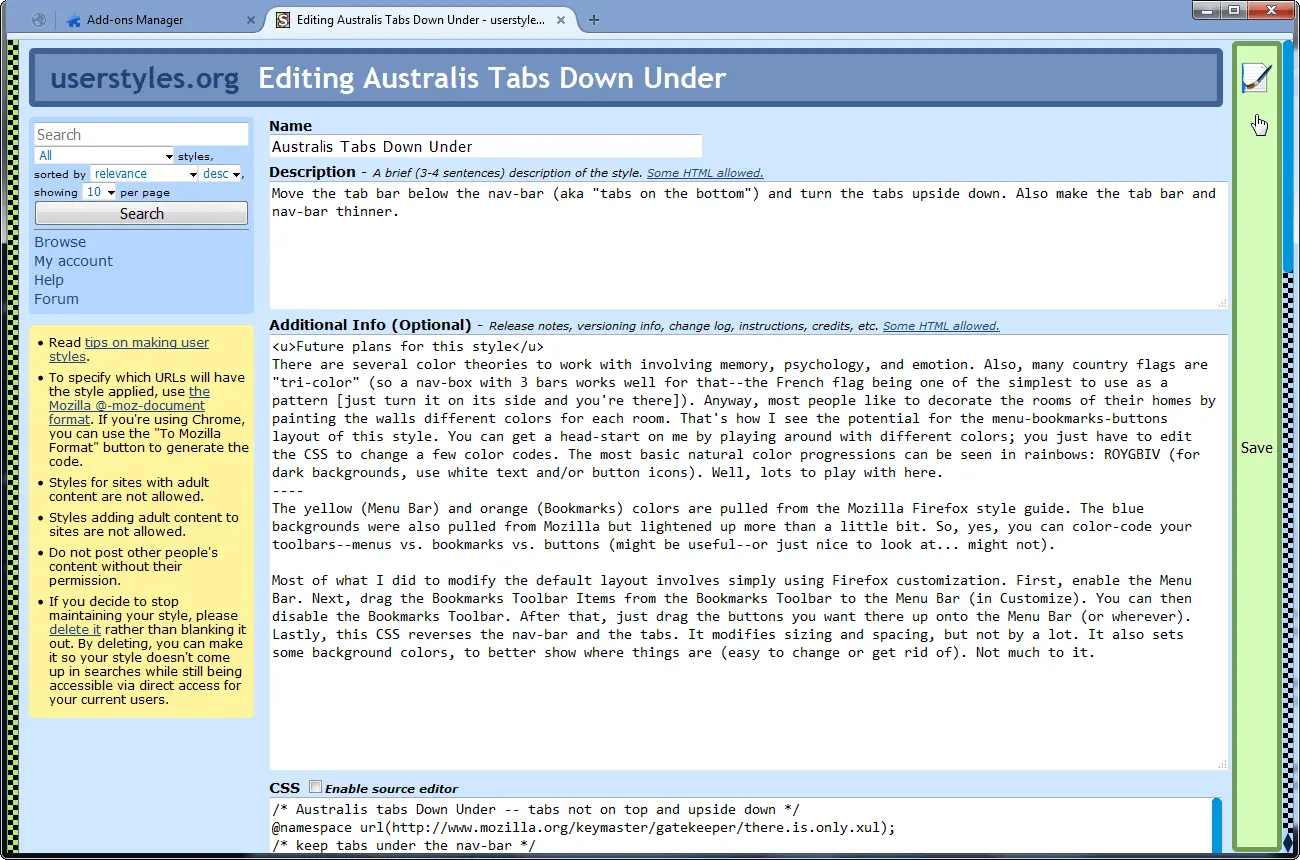 Add-ons Manager
Editing Australis Tabs Down Under - userstyle...
userstyles.org Editing Australis Tabs Down Under
Search
All styles,
sorted by relevance desc,
showing 10 per page
Search
Browse
My account
Help
Forum
• Read tips on making user
styles.
• To specify which URLs will have
the style applied, use the
Mozilla @-moz-document
format. If you're using Chrome,
you can use the "To Mozilla
Format" button to generate the
code.
• Styles for sites with adult
content are not allowed.
• Styles adding adult content to
sites are not allowed.
• Do not post other people's
content without their
permission.
• If you decide to stop
maintaining your style, please
delete it rather than blanking it
out. By deleting, you can make
it so your style doesn't come
up in searches while still being
accessible via direct access for
your current users.
Name
Australis Tabs Down Under
Description - A brief (3-4 sentences) description of the style. Some HTML allowed.
Move the tab bar below the nav-bar (aka "tabs on the bottom") and turn the tabs upside down. Also make the tab bar and
nav-bar thinner.
Additional Info (Optional) - Release notes, versioning info, change log, instructions, credits, etc. Some HTML allowed.
<u>Future plans for this style</u>
There are several color theories to work with involving memory, psychology, and emotion. Also, many country flags are
"tri-color" (so a nav-box with 3 bars works well for that--the French flag being one of the simplest to use as a
pattern [just turn it on its side and you're there]). Anyway, most people like to decorate the rooms of their homes by
painting the walls different colors for each room. That's how I see the potential for the menu-bookmarks-buttons
layout of this style. You can get a head-start on me by playing around with different colors; you just have to edit
the CSS to change a few color codes. The most basic natural color progressions can be seen in rainbows: ROYGBIV (for
dark backgrounds, use white text and/or button icons). Well, lots to play with here.
----
The yellow (Menu Bar) and orange (Bookmarks) colors are pulled from the Mozilla Firefox style guide. The blue
backgrounds were also pulled from Mozilla but lightened up more than a little bit. So, yes, you can color-code your
toolbars--menus vs. bookmarks vs. buttons (might be useful--or just nice to look at... might not).
Most of what I did to modify the default layout involves simply using Firefox customization. First, enable the Menu
Bar. Next, drag the Bookmarks Toolbar Items from the Bookmarks Toolbar to the Menu Bar (in Customize). You can then
disable the Bookmarks Toolbar. After that, just drag the buttons you want there up onto the Menu Bar (or wherever).
Lastly, this CSS reverses the nav-bar and the tabs. It modifies sizing and spacing, but not by a lot. It also sets
some background colors, to better show where things are (easy to change or get rid of). Not much to it.
CSS Enable source editor
/* Australis tabs Down Under -- tabs not on top and upside down */
@namespace url(http://www.mozilla.org/keymaster/gatekeeper/there.is.only.xul);
/* keep tabs under the nav-bar */
Save